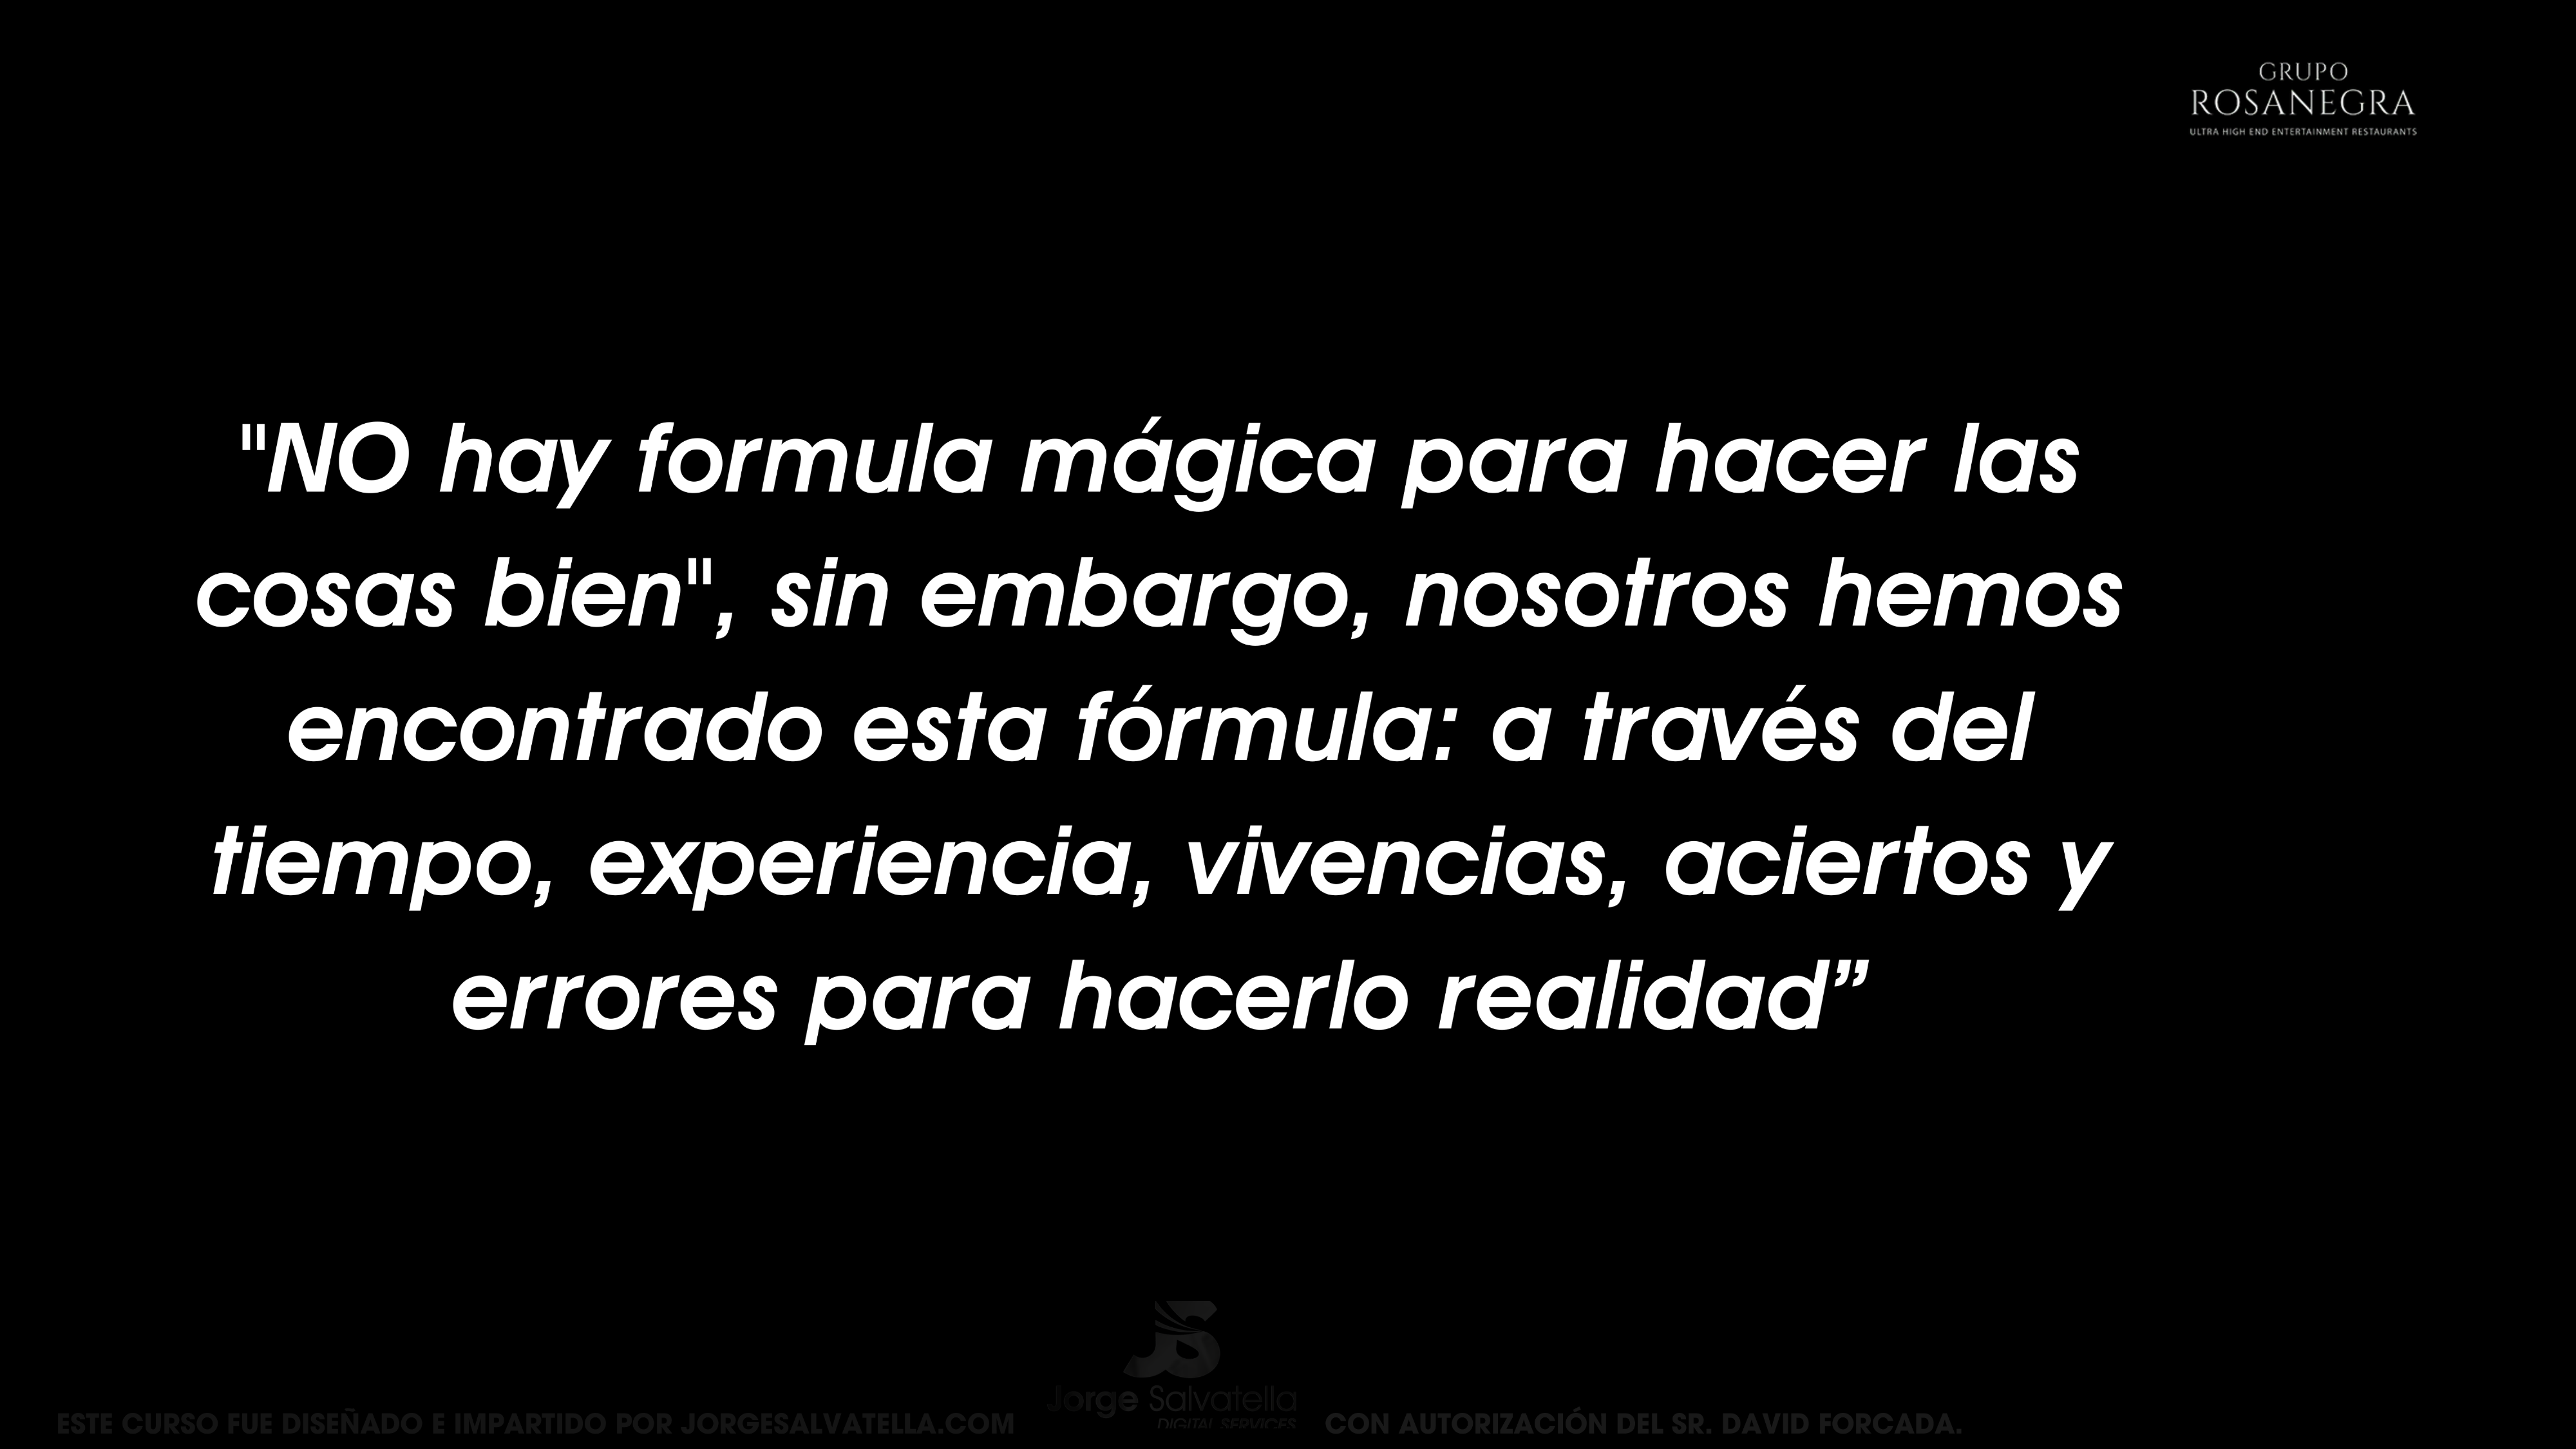 GRUPO
ROSANEGRA
ULTRA HIGH END ENTERTAINMENT RESTAURANTS
"NO hay formula mágica para hacer las
cosas bien", sin embargo, nosotros hemos
encontrado esta fórmula: a través del
tiempo, experiencia, vivencias, aciertos y
errores para hacerlo realidad”
JS
Jorge Salvatella
DIGITAL SERVICES
ESTE CURSO FUE DISEÑADO E IMPARTIDO POR JORGESALVATELLA.COM
CON AUTORIZACIÓN DEL SR. DAVID FORCADA.